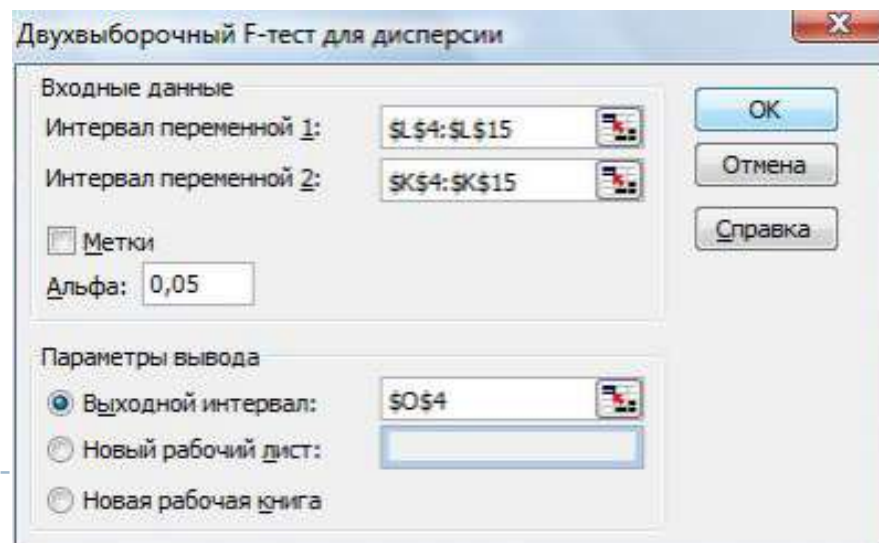 Двухвыборочный F-тест для дисперсии
Входные данные
Интервал переменной 1: $L$4:$L$15
Интервал переменной 2: $K$4:$K$15
Метки
Альфа: 0,05
OK
Отмена
Справка
Параметры вывода
Выходной интервал: $O$4
Новый рабочий лист:
Новая рабочая книга